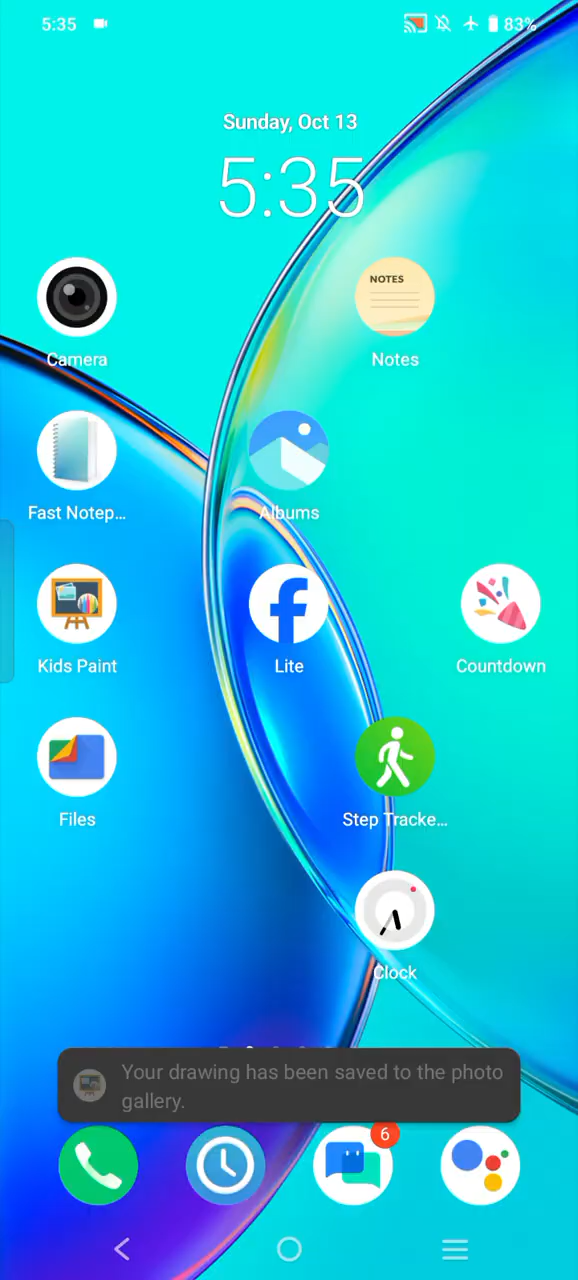 5:35
83%
Sunday, Oct 13
5:35
NOTES
Camera
Notes
Fast Notep...
Albums
Kids Paint
Lite
Countdown
Files
Step Tracke...
Clock
Your drawing has been saved to the photo
gallery.
6